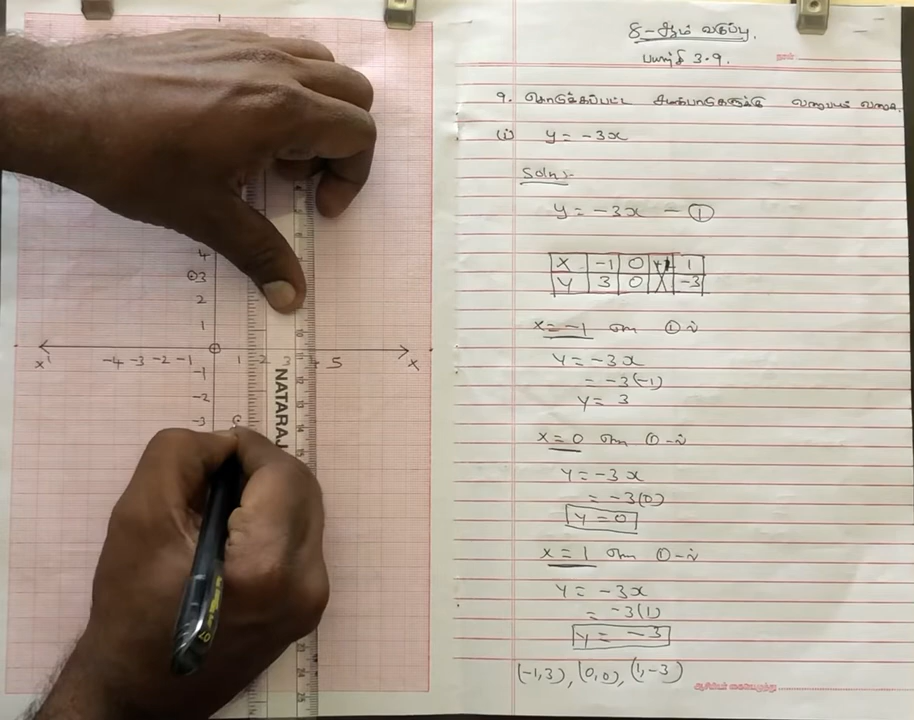 8-ஆம் வகுப்பு.
பயிற்சி 3.9.
9. கொடுக்கப்பட்ட சமன்பாடுகளுக்கு வரைபடம் வரைக.
(i) y = -3x
Soln:-
y = -3x - ①
X -1 0 1
Y 3 0 -3
x = -1 என ① ல்
y = -3x
= -3(-1)
y = 3
x = 0 என ①-ல்
y = -3x
= -3(0)
y = 0
x = 1 என ①-ல்
y = -3x
= -3(1)
y = -3
(-1,3), (0,0), (1,-3)
4
3
2
1
X' -4 -3 -2 -1 1 2 3 4 5 X
-1
-2
-3
NATARAJ